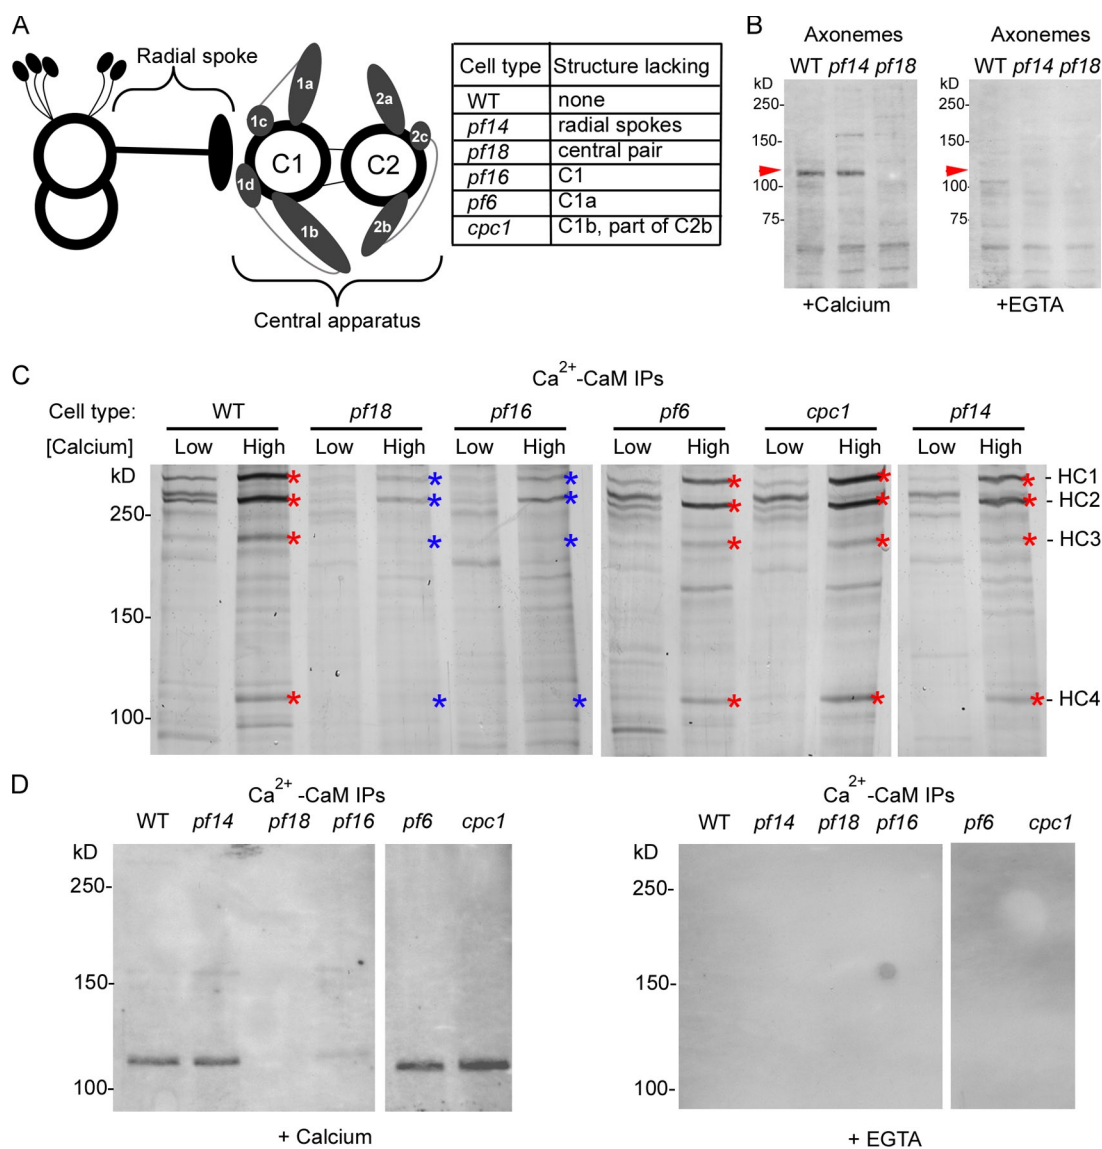 A
Radial spoke
1a
1c
1d
1b
C1
C2
2a
2c
2b
Central apparatus
Cell type Structure lacking
WT none
pf14 radial spokes
pf18 central pair
pf16 C1
pf6 C1a
cpc1 C1b, part of C2b
B
Axonemes Axonemes
WT pf14 pf18 WT pf14 pf18
kD kD
250- 250-
150- 150-
100- 100-
75- 75-
+Calcium +EGTA
C
Ca2+-CaM IPs
Cell type: WT pf18 pf16 pf6 cpc1 pf14
[Calcium] Low High Low High Low High Low High Low High Low High
kD
* * * * * * - HC1
* * * * * * - HC2
250-
* * * * * * - HC3
150-
* * * * * * - HC4
100-
D
Ca2+ -CaM IPs Ca2+ -CaM IPs
WT pf14 pf18 pf16 pf6 cpc1 WT pf14 pf18 pf16 pf6 cpc1
kD kD
250- 250-
150- 150-
100- 100-
+ Calcium + EGTA